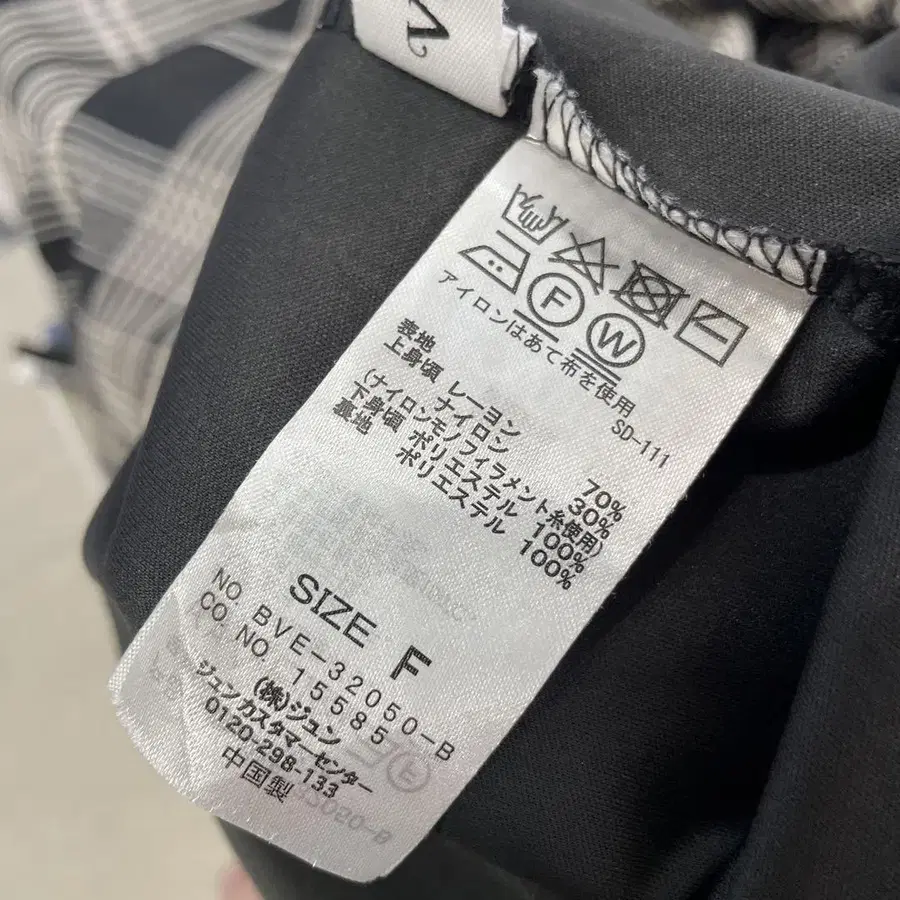 F
W
アイロンはあて布を使用
SD-111
表地
上身頃 レーヨン 70%
ナイロン 30%
(ナイロンモノフィラメント糸使用)
下身頃 ポリエステル 100%
裏地 ポリエステル 100%
SIZE F
NO. BVE-32050-B
CO. NO. 15585
(株)ジュン
ジュンカスタマーセンター
0120-298-133
中国製